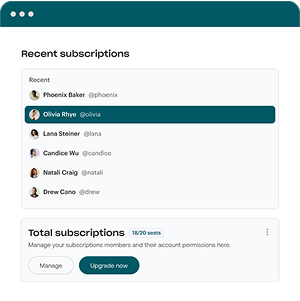 Recent subscriptions
Recent
Phoenix Baker @phoenix
Olivia Rhye @olivia
Lana Steiner @lana
Candice Wu @candice
Natali Craig @natali
Drew Cano @drew
Total subscriptions 18/20 seats
Manage your subscriptions members and their account permissions here.
Manage Upgrade now